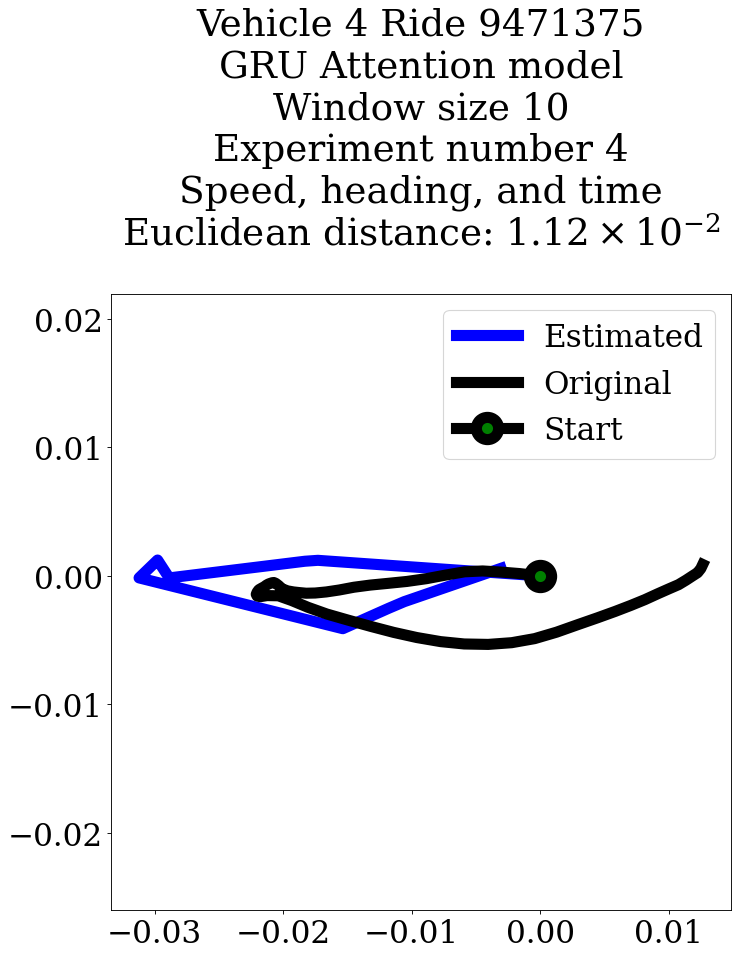 Vehicle 4 Ride 9471375
GRU Attention model
Window size 10
Experiment number 4
Speed, heading, and time
Euclidean distance: 1.12 × 10⁻²
Estimated
Original
Start
0.02
0.01
0.00
−0.01
−0.02
−0.03 −0.02 −0.01 0.00 0.01